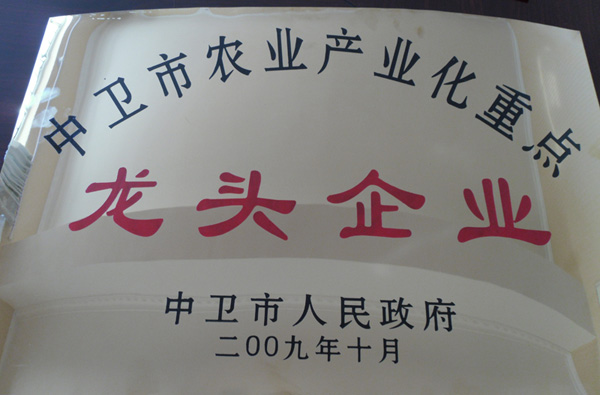 中卫市农业产业化重点
龙头企业
中卫市人民政府
二00九年十月